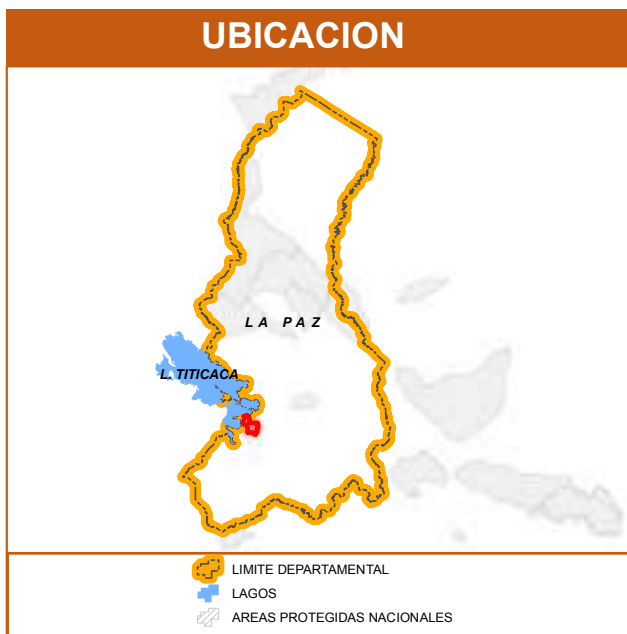 UBICACION
L A P A Z
L. TITICACA
LIMITE DEPARTAMENTAL
LAGOS
AREAS PROTEGIDAS NACIONALES